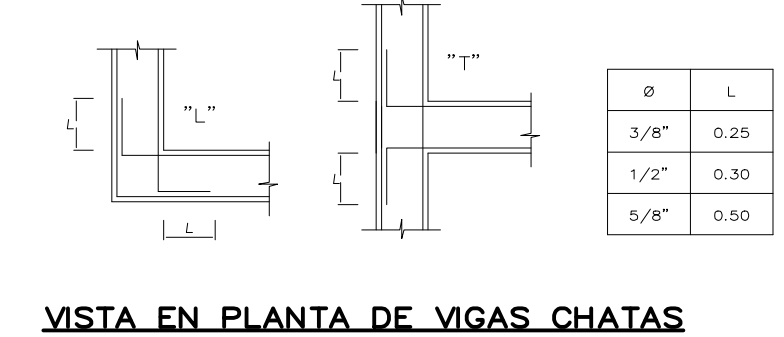 L
"L"
L
L
"T"
L
Ø L
3/8" 0.25
1/2" 0.30
5/8" 0.50
VISTA EN PLANTA DE VIGAS CHATAS